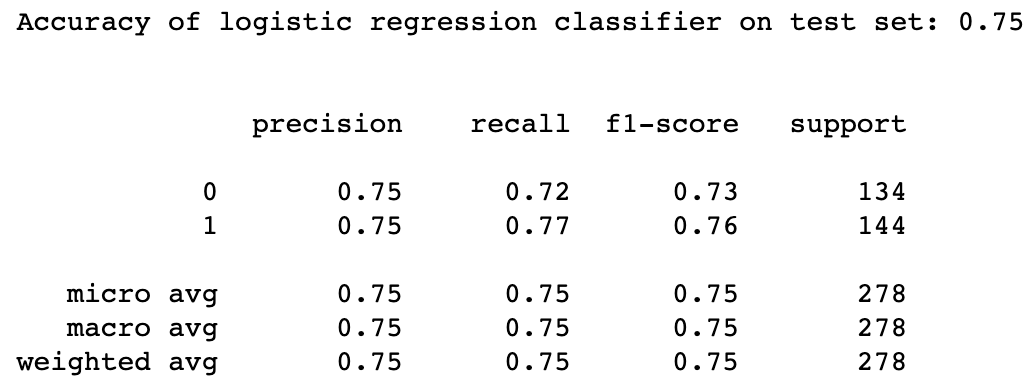 Accuracy of logistic regression classifier on test set: 0.75
precision recall f1-score support
0 0.75 0.72 0.73 134
1 0.75 0.77 0.76 144
micro avg 0.75 0.75 0.75 278
macro avg 0.75 0.75 0.75 278
weighted avg 0.75 0.75 0.75 278